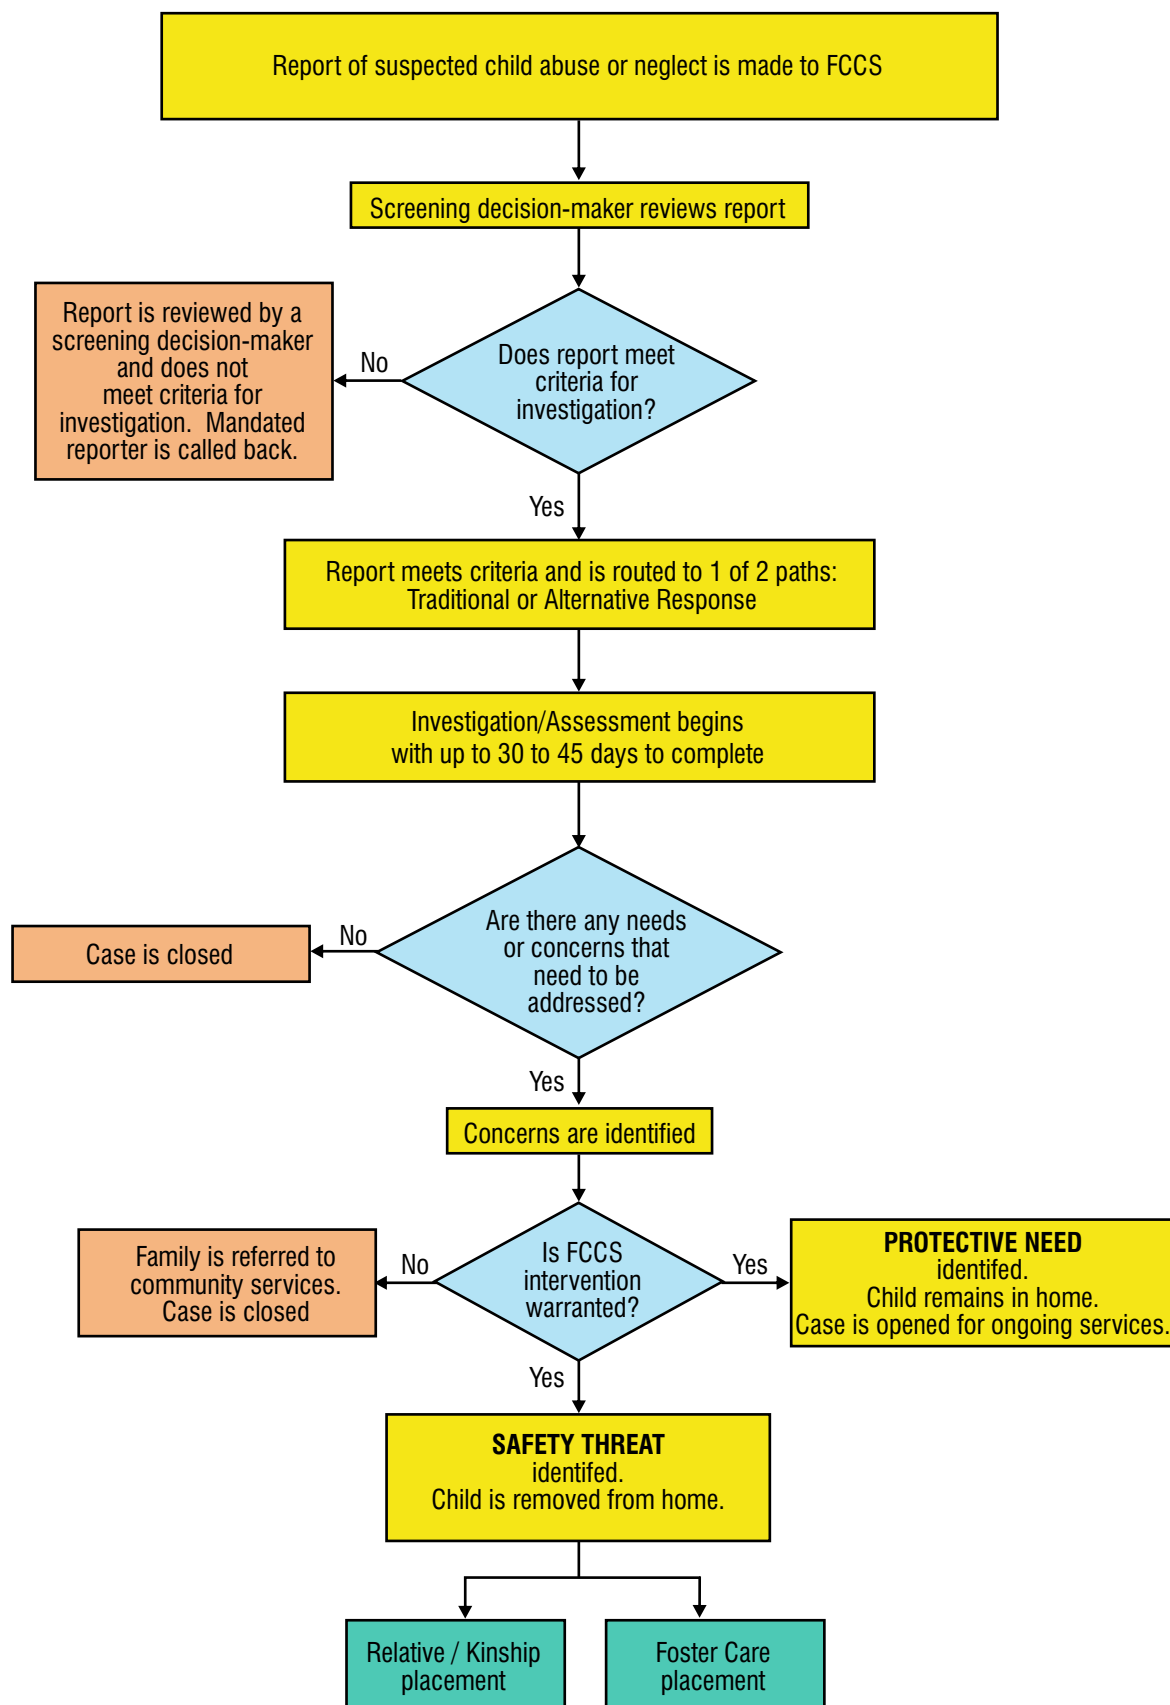 Report of suspected child abuse or neglect is made to FCCS
Screening decision-maker reviews report
Report is reviewed by a
screening decision-maker
and does not
meet criteria for
investigation. Mandated
reporter is called back.
No
Does report meet
criteria for
investigation?
Yes
Report meets criteria and is routed to 1 of 2 paths:
Traditional or Alternative Response
Investigation/Assessment begins
with up to 30 to 45 days to complete
Case is closed
No
Are there any needs
or concerns that
need to be
addressed?
Yes
Concerns are identified
Family is referred to
community services.
Case is closed
No
Is FCCS
intervention
warranted?
Yes
PROTECTIVE NEED
identifed.
Child remains in home.
Case is opened for ongoing services.
Yes
SAFETY THREAT
identifed.
Child is removed from home.
Relative / Kinship
placement
Foster Care
placement